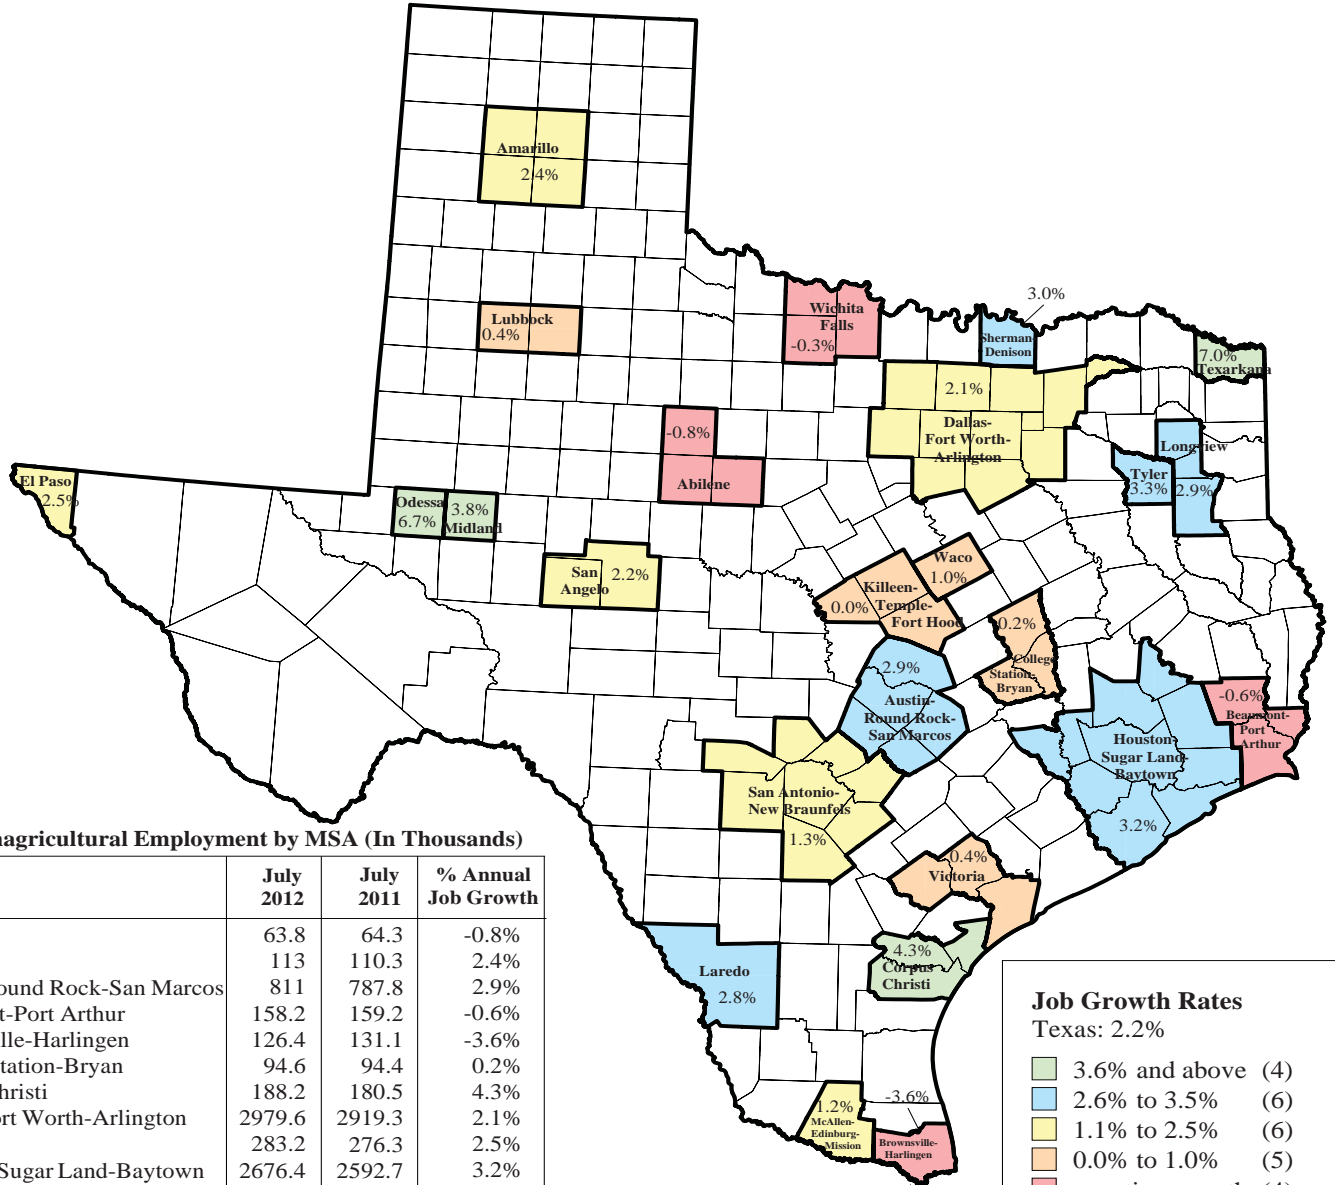 Amarillo
2.4%
Lubbock
0.4%
Wichita
Falls
-0.3%
3.0%
Sherman-
Denison
7.0%
Texarkana
2.1%
Dallas-
Fort Worth-
Arlington
-0.8%
Abilene
Longview
2.9%
Tyler
3.3%
El Paso
2.5%
Odessa
6.7%
3.8%
Midland
San
Angelo
2.2%
Waco
1.0%
Killeen-
Temple-
Fort Hood
0.0%
0.2%
College
Station-
Bryan
2.9%
Austin-
Round Rock-
San Marcos
-0.6%
Beaumont-
Port
Arthur
Houston-
Sugar Land-
Baytown
3.2%
San Antonio-
New Braunfels
1.3%
0.4%
Victoria
4.3%
Corpus
Christi
Laredo
2.8%
1.2%
McAllen-
Edinburg-
Mission
-3.6%
Brownsville-
Harlingen
nagricultural Employment by MSA (In Thousands)
July July % Annual
2012 2011 Job Growth
63.8 64.3 -0.8%
113 110.3 2.4%
ound Rock-San Marcos 811 787.8 2.9%
t-Port Arthur 158.2 159.2 -0.6%
lle-Harlingen 126.4 131.1 -3.6%
tation-Bryan 94.6 94.4 0.2%
hristi 188.2 180.5 4.3%
ort Worth-Arlington 2979.6 2919.3 2.1%
283.2 276.3 2.5%
Sugar Land-Baytown 2676.4 2592.7 3.2%
Job Growth Rates
Texas: 2.2%
3.6% and above (4)
2.6% to 3.5% (6)
1.1% to 2.5% (6)
0.0% to 1.0% (5)